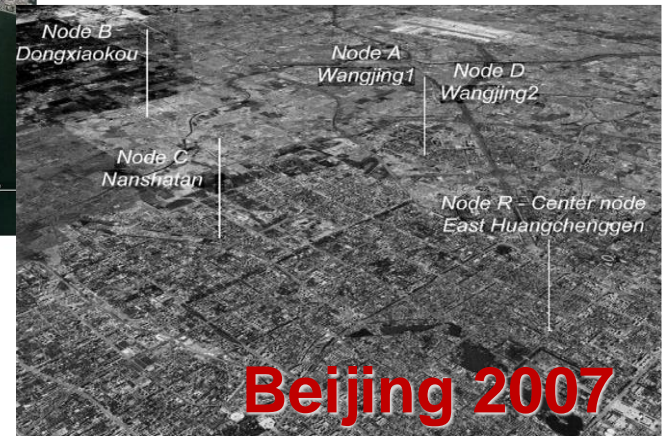 Node B
Dongxiaokou
Node A
Wangjing1
Node D
Wangjing2
Node C
Nanshatan
Node R - Center node
East Huangchenggen
Beijing 2007